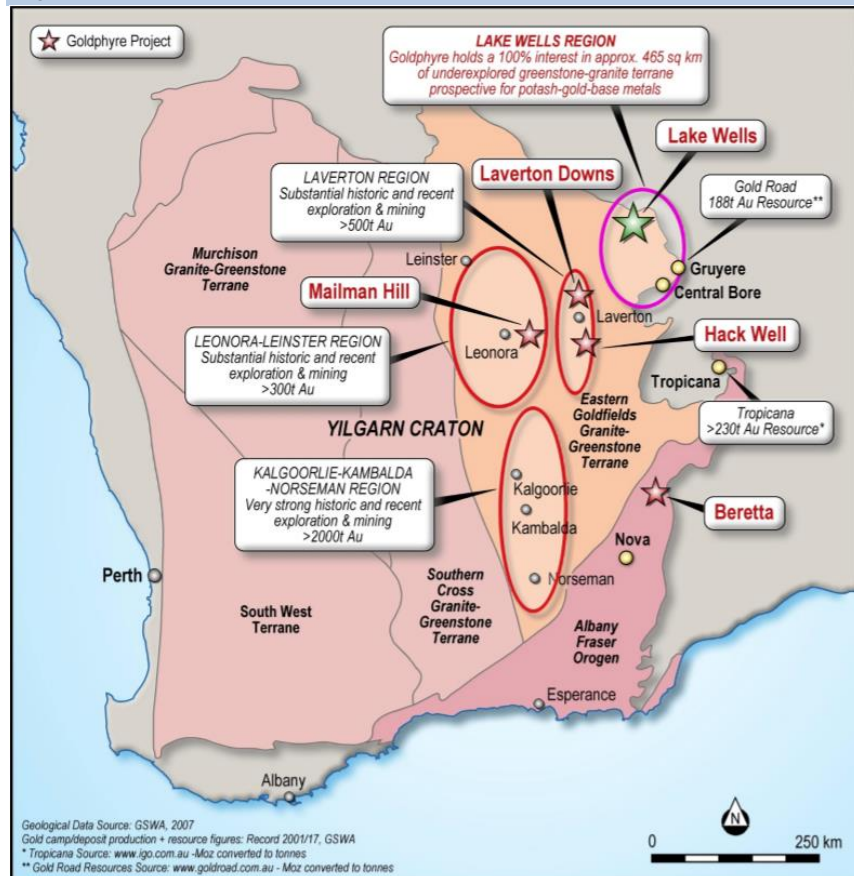 Goldphyre Project
LAKE WELLS REGION
Goldphyre holds a 100% interest in approx. 465 sq km
of underexplored greenstone-granite terrane
prospective for potash-gold-base metals
Lake Wells
LAVERTON REGION
Substantial historic and recent
exploration & mining
>500t Au
Laverton Downs
Gold Road
188t Au Resource**
Murchison
Granite-Greenstone
Terrane
Leinster
Gruyere
Central Bore
Mailman Hill
Laverton
Hack Well
LEONORA-LEINSTER REGION
Substantial historic and recent
exploration & mining
>300t Au
Leonora
Tropicana
Eastern
Goldfields
Granite-
Greenstone
Terrane
Tropicana
>230t Au Resource*
YILGARN CRATON
KALGOORLIE-KAMBALDA
-NORSEMAN REGION
Very strong historic and recent
exploration & mining
>2000t Au
Kalgoorlie
Kambalda
Beretta
Nova
Perth
Norseman
South West
Terrane
Southern
Cross
Granite-
Greenstone
Terrane
Albany
Fraser
Orogen
Esperance
Albany
N
Geological Data Source: GSWA, 2007
Gold camp/deposit production + resource figures: Record 2001/17, GSWA
* Tropicana Source: www.igo.com.au -Moz converted to tonnes
** Gold Road Resources Source: www.goldroad.com.au - Moz converted to tonnes
0 250 km